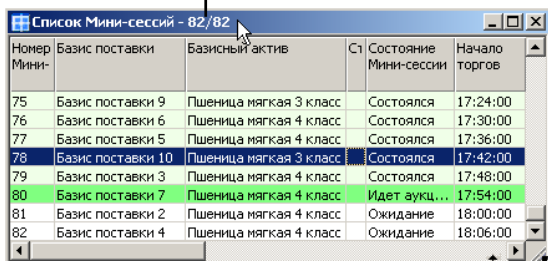 Список Мини-сессий - 82/82
Номер Мини- Базис поставки Базисный актив Ст Состояние Мини-сессии Начало торгов
75 Базис поставки 9 Пшеница мягкая 3 класс Состоялся 17:24:00
76 Базис поставки 6 Пшеница мягкая 4 класс Состоялся 17:30:00
77 Базис поставки 5 Пшеница мягкая 4 класс Состоялся 17:36:00
78 Базис поставки 10 Пшеница мягкая 3 класс Состоялся 17:42:00
79 Базис поставки 3 Пшеница мягкая 4 класс Состоялся 17:48:00
80 Базис поставки 7 Пшеница мягкая 4 класс Идет аукц... 17:54:00
81 Базис поставки 2 Пшеница мягкая 4 класс Ожидание 18:00:00
82 Базис поставки 4 Пшеница мягкая 4 класс Ожидание 18:06:00